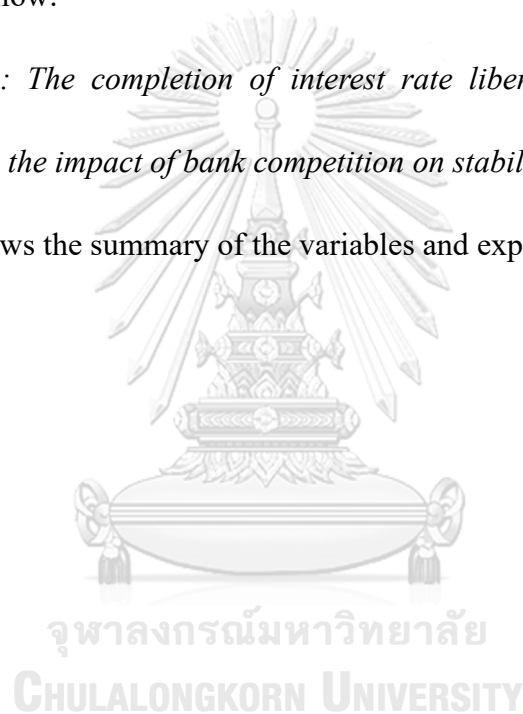 low:
: The completion of interest rate liber
the impact of bank competition on stabil
ws the summary of the variables and exp
จุฬาลงกรณ์มหาวิทยาลัย
CHULALONGKORN UNIVERSITY